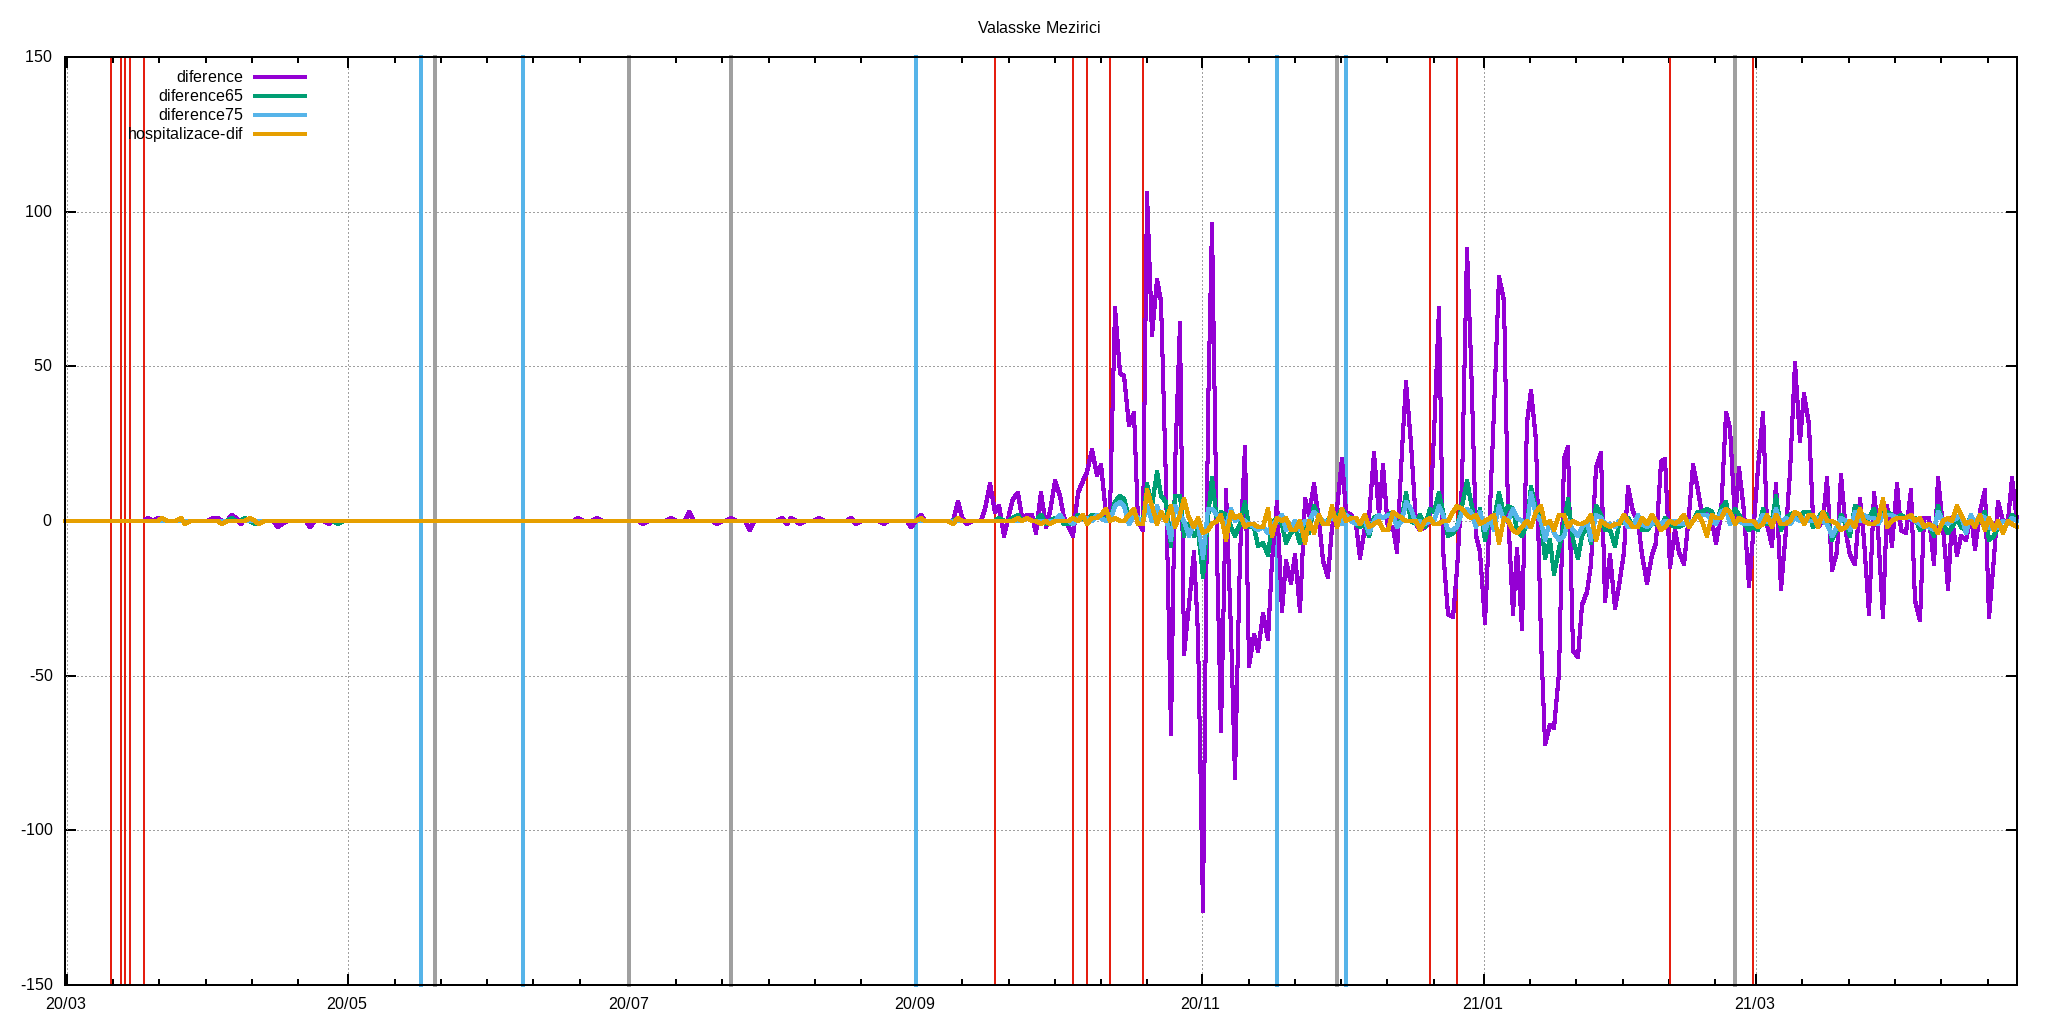 Valasske Mezirici
150
diference
diference65
diference75
hospitalizace-dif
100
50
0
-50
-100
-150
20/03 20/05 20/07 20/09 20/11 21/01 21/03